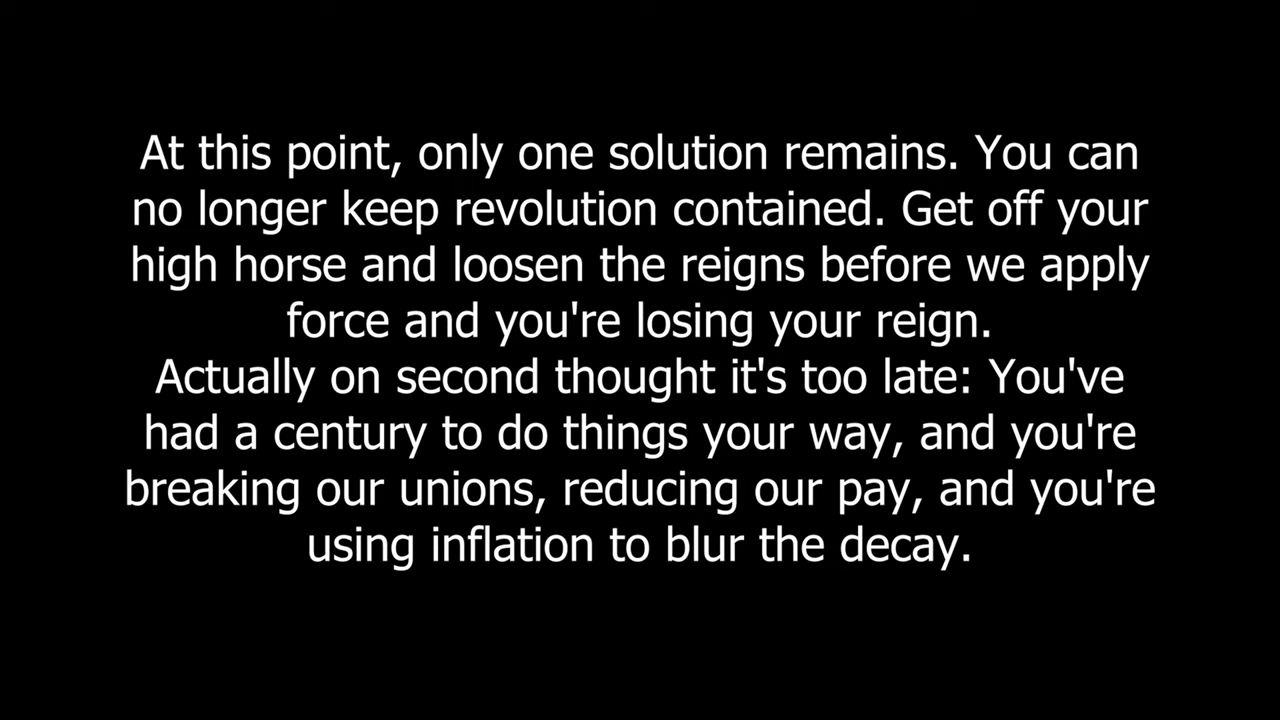 At this point, only one solution remains. You can
no longer keep revolution contained. Get off your
high horse and loosen the reigns before we apply
force and you're losing your reign.
Actually on second thought it's too late: You've
had a century to do things your way, and you're
breaking our unions, reducing our pay, and you're
using inflation to blur the decay.